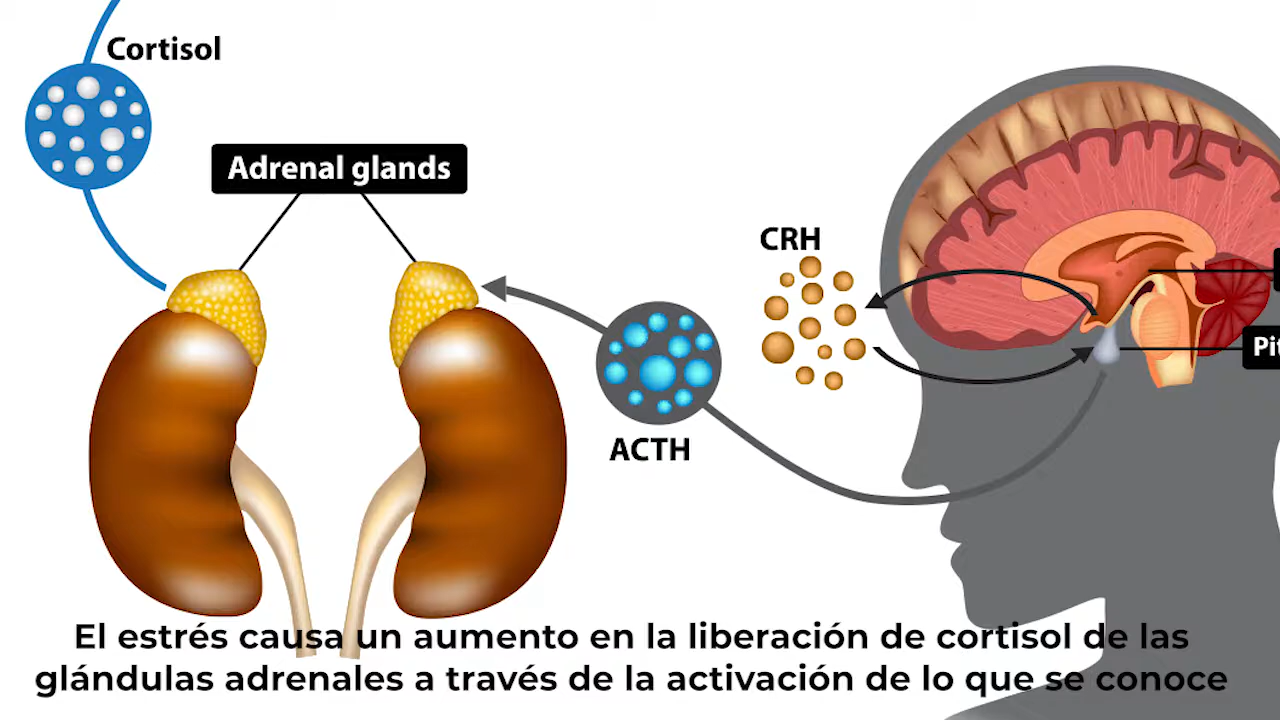 Cortisol
Adrenal glands
CRH
Pit
ACTH
El estrés causa un aumento en la liberación de cortisol de las
glándulas adrenales a través de la activación de lo que se conoce